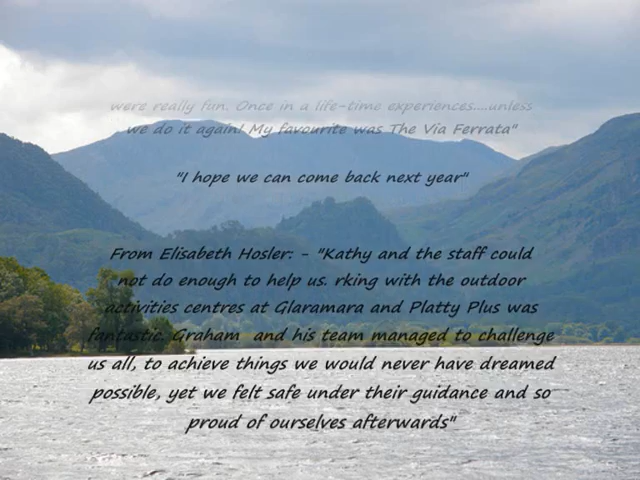 were really fun. Once in a life-time experiences....unless
we do it again! My favourite was The Via Ferrata"
"I hope we can come back next year"
From Elisabeth Hosler: - "Kathy and the staff could
not do enough to help us. rking with the outdoor
activities centres at Glaramara and Platty Plus was
fantastic. Graham  and his team managed to challenge
us all, to achieve things we would never have dreamed
possible, yet we felt safe under their guidance and so
proud of ourselves afterwards"